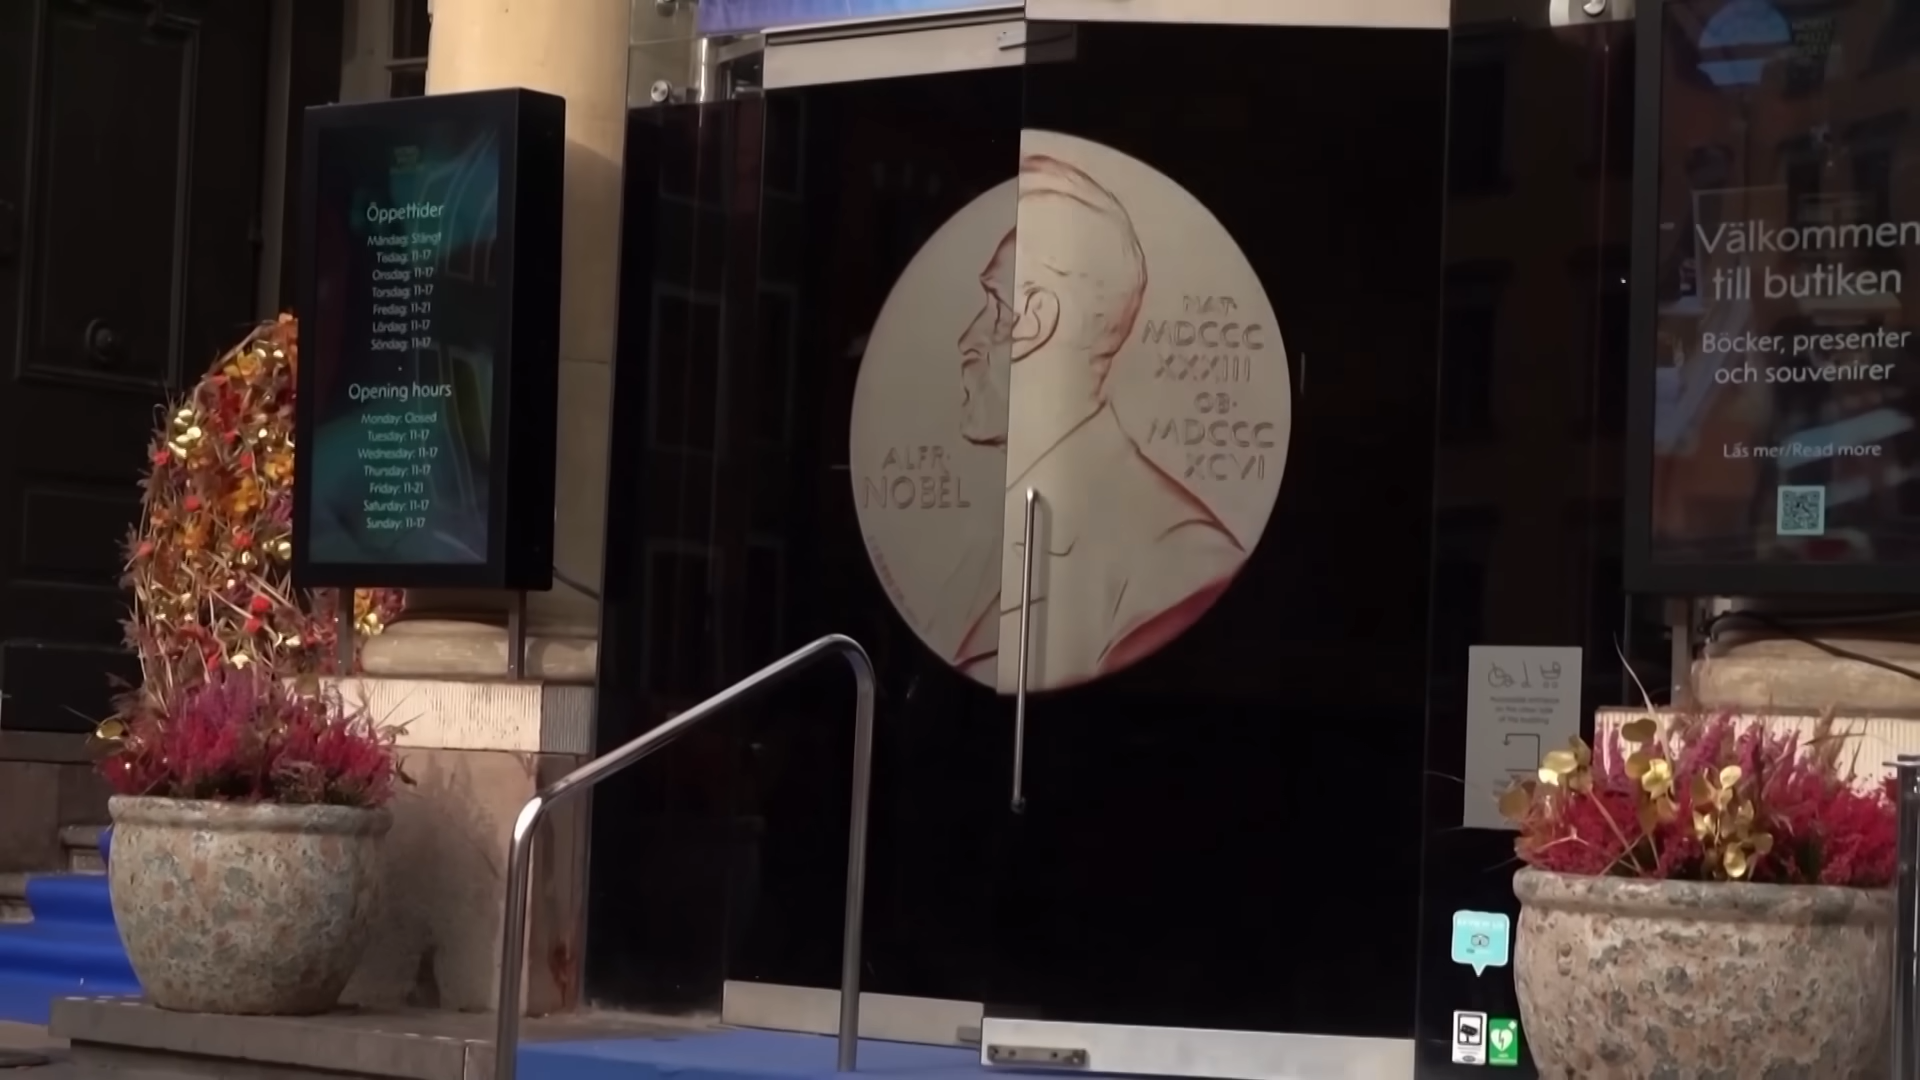 Öppettider
Måndag: Stängt
Tisdag: 11-17
Onsdag: 11-17
Torsdag: 11-17
Fredag: 11-21
Lördag: 11-17
Söndag: 11-17
Opening hours
Monday: Closed
Tuesday: 11-17
Wednesday: 11-17
Thursday: 11-17
Friday: 11-21
Saturday: 11-17
Sunday: 11-17
ALFR·
NOBEL
NAT·
MDCCC
XXXIII
OB·
MDCCC
XCVI
Välkommen
till butiken
Böcker, presenter
och souvenirer
Läs mer/Read more